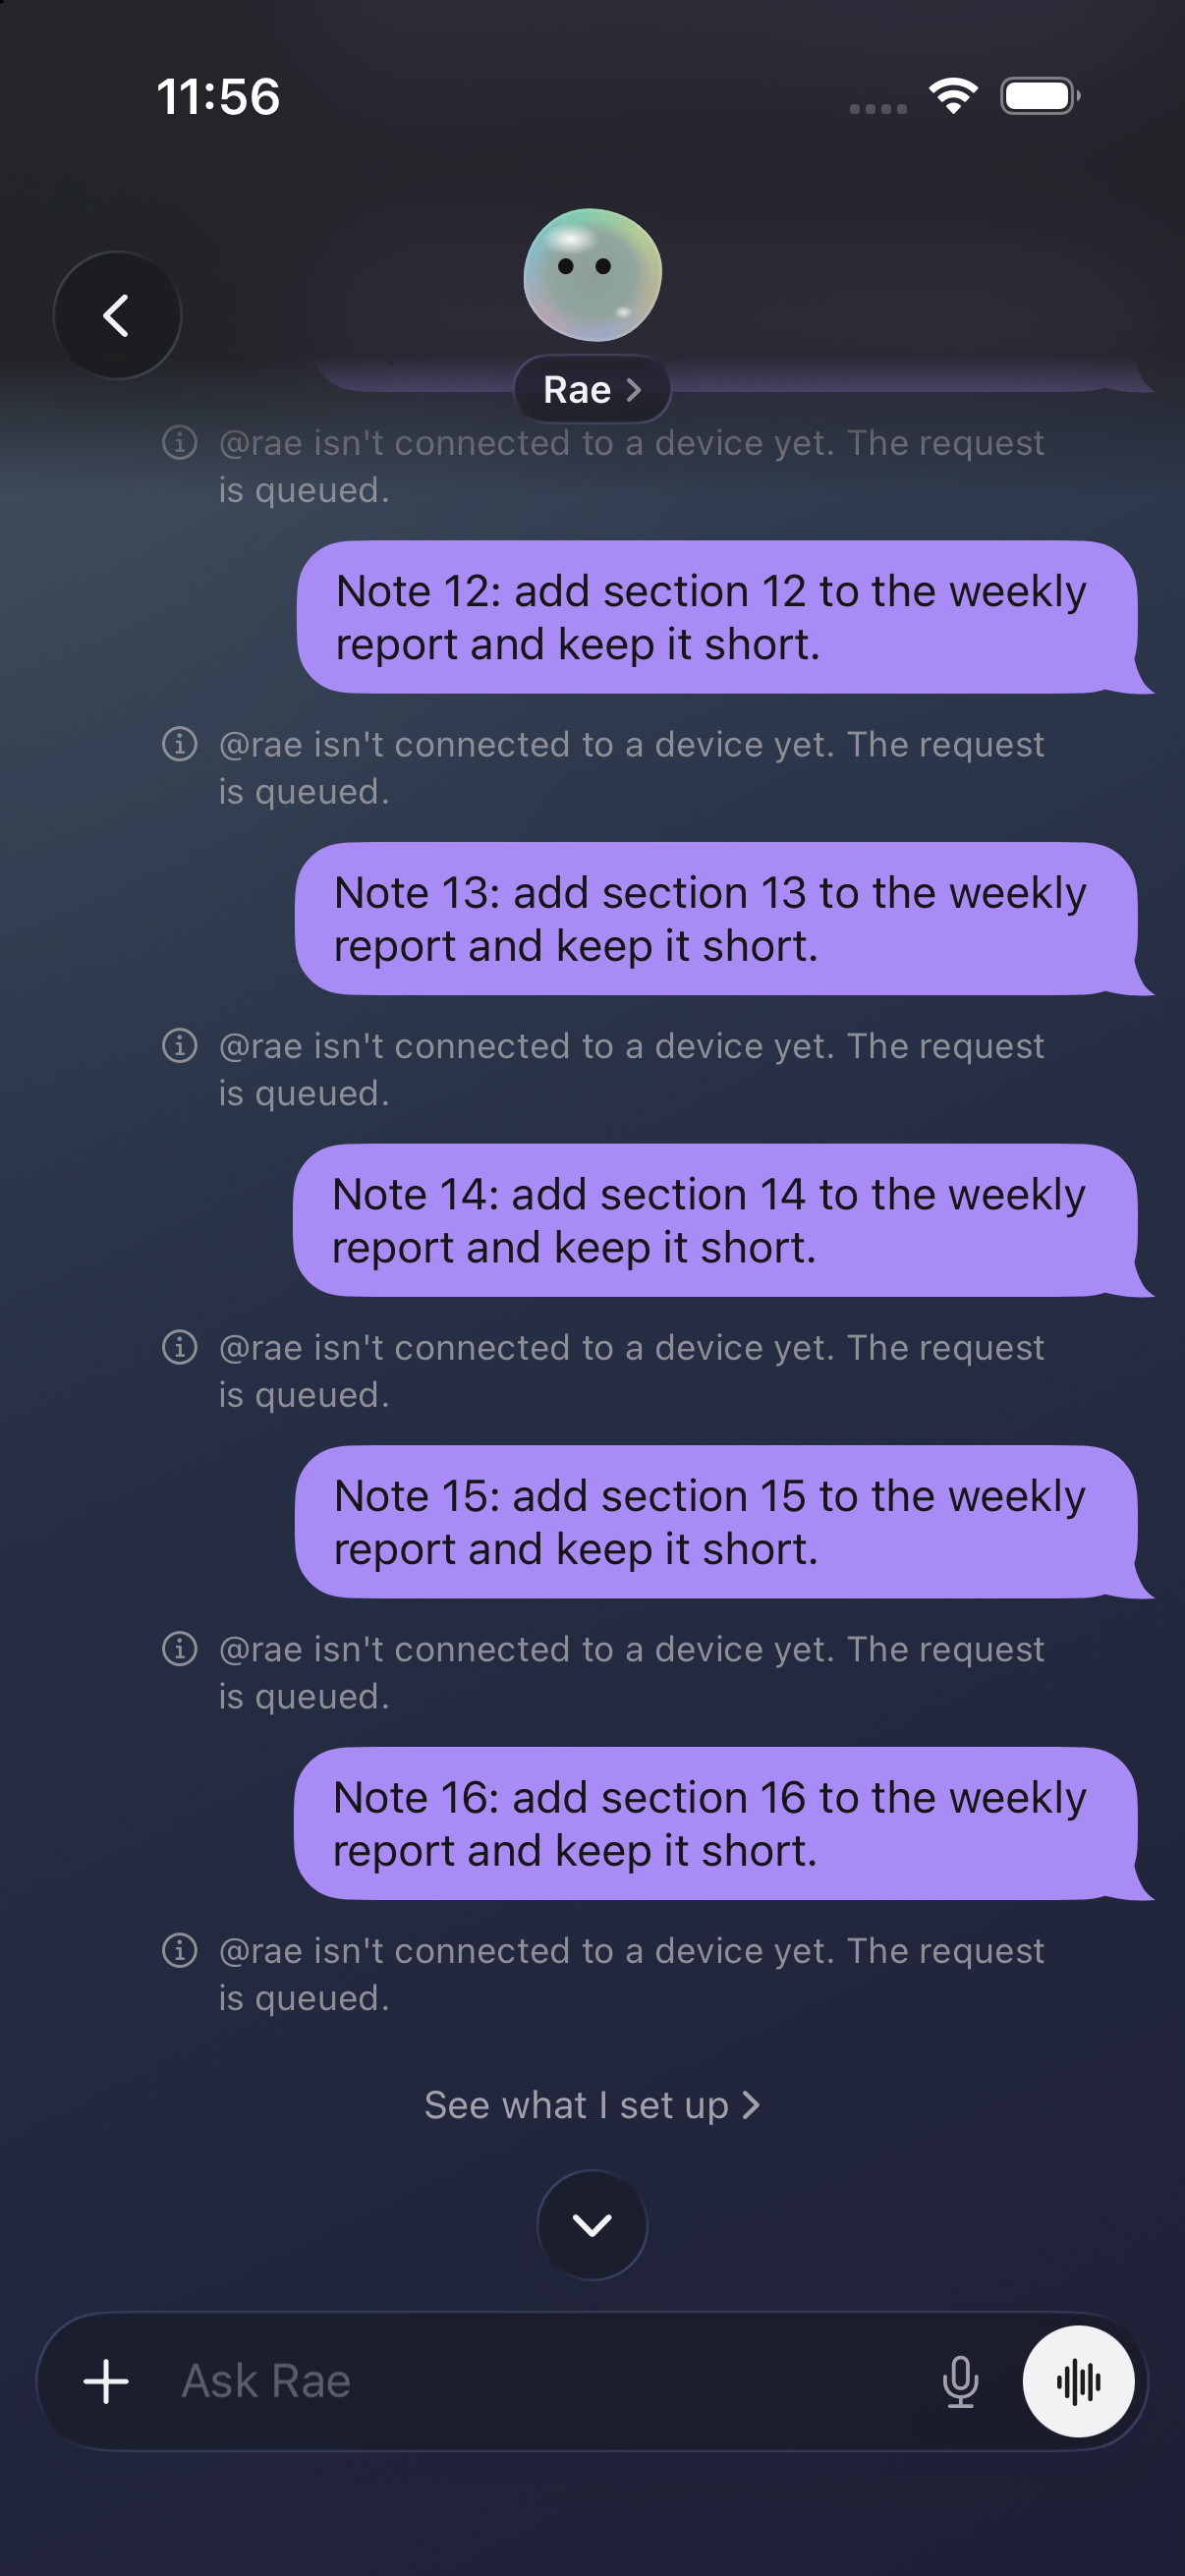 11:56
Rae
@rae isn't connected to a device yet. The request
is queued.
Note 12: add section 12 to the weekly
report and keep it short.
@rae isn't connected to a device yet. The request
is queued.
Note 13: add section 13 to the weekly
report and keep it short.
@rae isn't connected to a device yet. The request
is queued.
Note 14: add section 14 to the weekly
report and keep it short.
@rae isn't connected to a device yet. The request
is queued.
Note 15: add section 15 to the weekly
report and keep it short.
@rae isn't connected to a device yet. The request
is queued.
Note 16: add section 16 to the weekly
report and keep it short.
@rae isn't connected to a device yet. The request
is queued.
See what I set up
Ask Rae